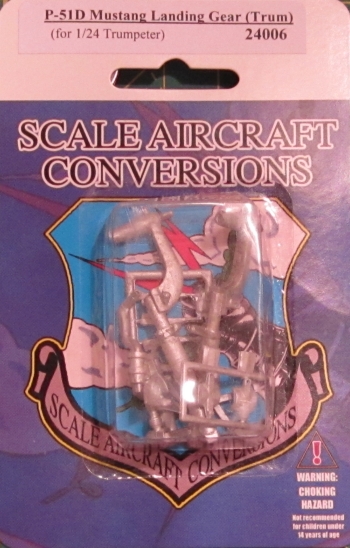 P-51D Mustang Landing Gear (Trum)
(for 1/24 Trumpeter) 24006
SCALE AIRCRAFT
CONVERSIONS
SCALE AIRCRAFT CONVERSIONS
WARNING:
CHOKING
HAZARD
Not recommended
for children under
14 years of age